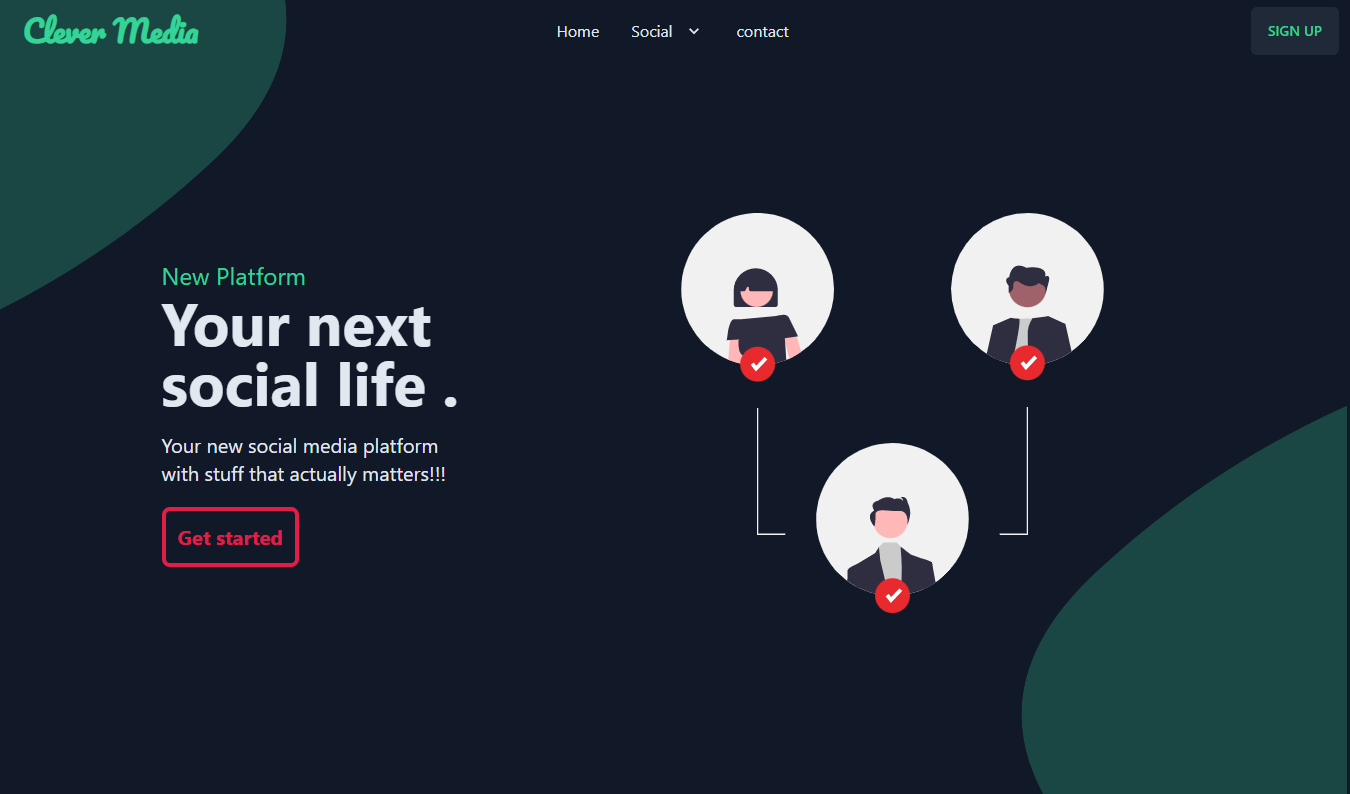 Clever Media
Home Social contact
SIGN UP
New Platform
Your next
social life .
Your new social media platform
with stuff that actually matters!!!
Get started